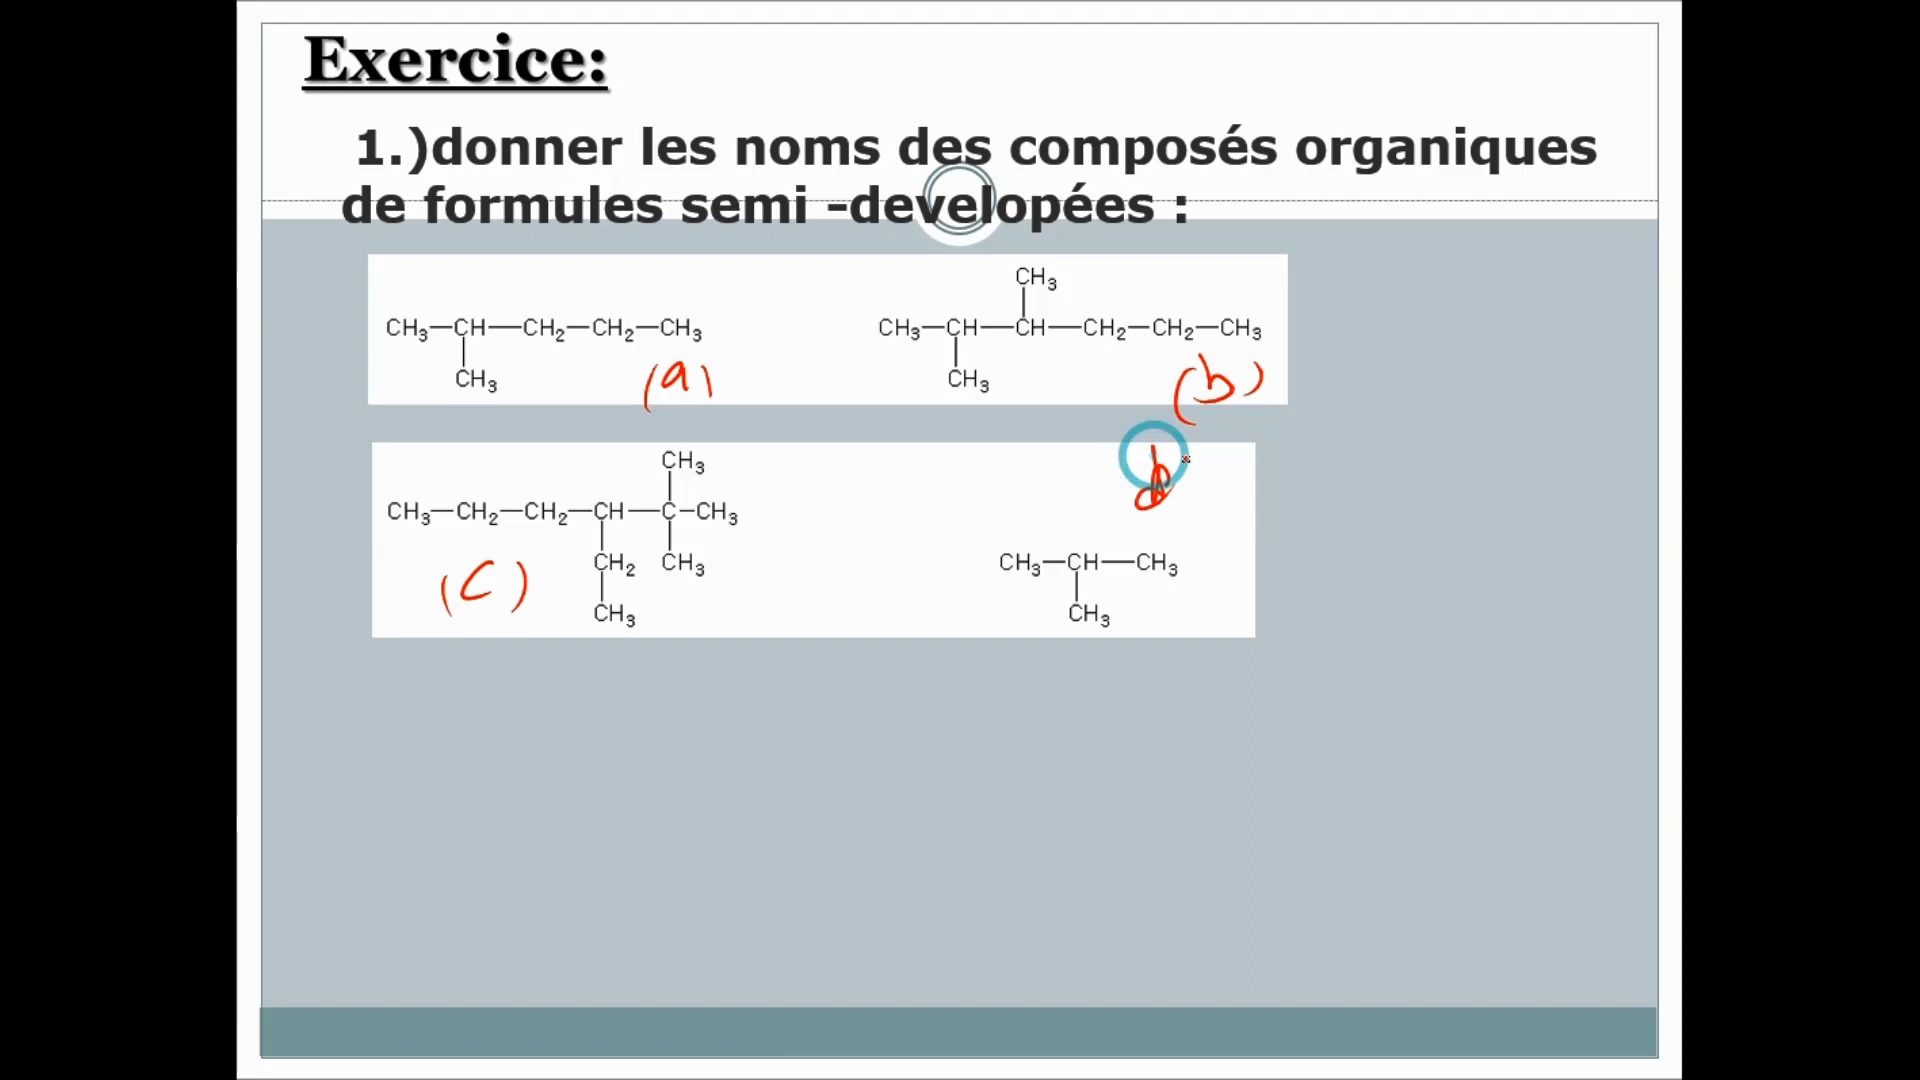 Exercice:
1.)donner les noms des composés organiques
de formules semi -developées :
CH₃
CH₃—CH—CH₂—CH₂—CH₃ CH₃—CH—CH—CH₂—CH₂—CH₃
CH₃ (a) CH₃ (b)
CH₃ d
CH₃—CH₂—CH₂—CH—C—CH₃
(c) CH₂ CH₃ CH₃—CH—CH₃
CH₃ CH₃